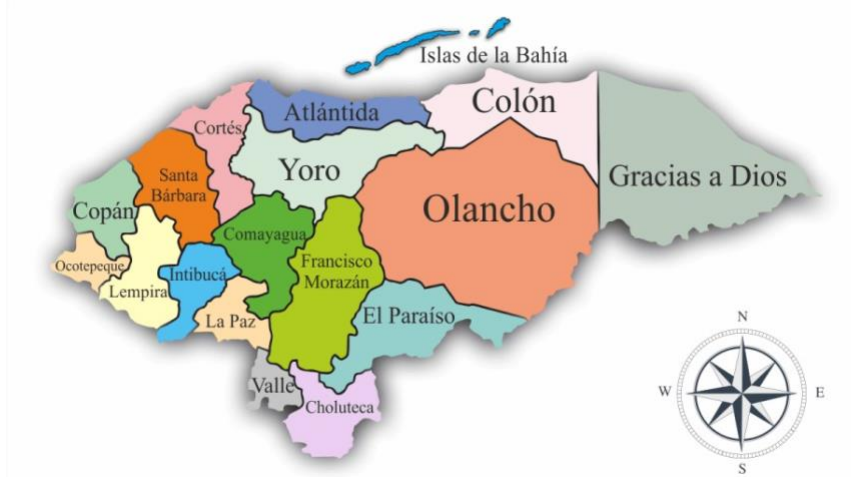 Islas de la Bahía
Atlántida
Colón
Cortés
Yoro
Santa
Bárbara
Gracias a Dios
Copán
Olancho
Comayagua
Francisco
Morazán
Ocotepeque
Intibucá
Lempira
La Paz
El Paraíso
Valle
Choluteca
N
W
E
S